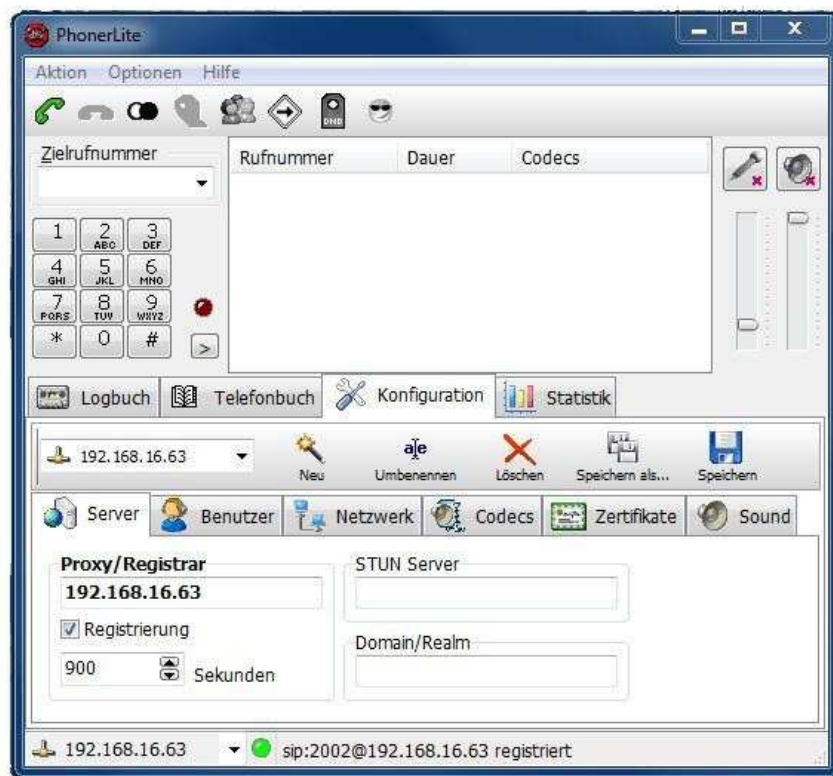 PhonerLite
Aktion Optionen Hilfe
DND
Zielrufnummer
Rufnummer Dauer Codecs
1 2 ABC 3 DEF
4 GHI 5 JKL 6 MNO
7 PQRS 8 TUV 9 WXYZ
* 0 # >
Logbuch Telefonbuch Konfiguration Statistik
192.168.16.63
Neu
a e
Umbenennen
Löschen
Speichern als...
Speichern
Server Benutzer Netzwerk Codecs Zertifikate Sound
Proxy/Registrar
192.168.16.63
Registrierung
900 Sekunden
STUN Server
Domain/Realm
192.168.16.63 sip:2002@192.168.16.63 registriert